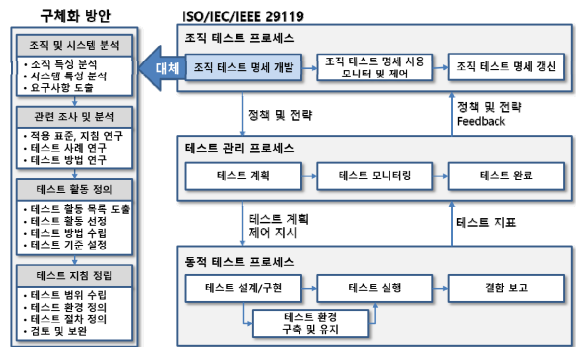 구체화 방안
조직 및 시스템 분석
• 조직 특성 분석
• 시스템 특성 분석
• 요구사항 도출
관련 조사 및 분석
• 적용 표준, 지침 연구
• 테스트 사례 연구
• 테스트 방법 연구
테스트 활동 정의
• 테스트 활동 목록 도출
• 테스트 활동 선정
• 테스트 방법 수립
• 테스트 기준 설정
테스트 지침 정립
• 테스트 범위 수립
• 테스트 환경 정의
• 테스트 절차 정의
• 검토 및 보완
대체
ISO/IEC/IEEE 29119
조직 테스트 프로세스
조직 테스트 명세 개발
조직 테스트 명세 사용
모니터 및 제어
조직 테스트 명세 갱신
정책 및 전략
정책 및 전략
Feedback
테스트 관리 프로세스
테스트 계획
테스트 모니터링
테스트 완료
테스트 계획
제어 지시
테스트 지표
동적 테스트 프로세스
테스트 설계/구현
테스트 실행
결함 보고
테스트 환경
구축 및 유지